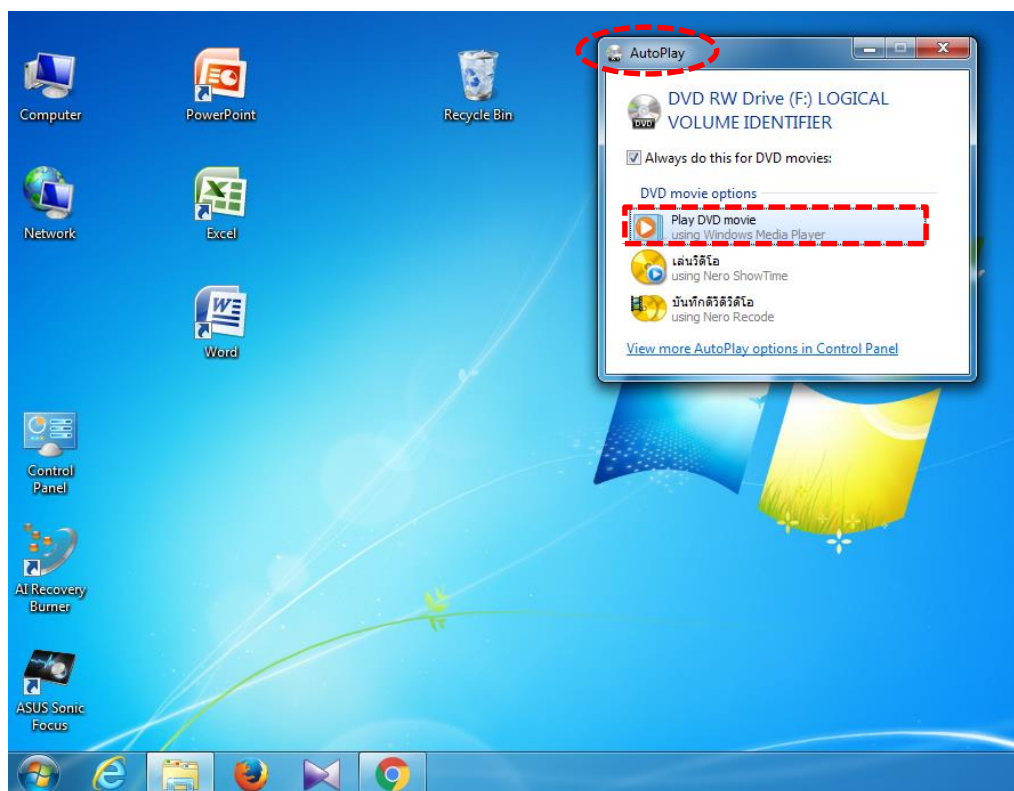 Computer
PowerPoint
Recycle Bin
Network
Excel
Word
Control
Panel
AI Recovery
Burner
ASUS Sonic
Focus
AutoPlay
DVD RW Drive (F:) LOGICAL
VOLUME IDENTIFIER
Always do this for DVD movies:
DVD movie options
Play DVD movie
using Windows Media Player
เล่นวิดีโอ
using Nero ShowTime
บันทึกดีวีดีวิดีโอ
using Nero Recode
View more AutoPlay options in Control Panel